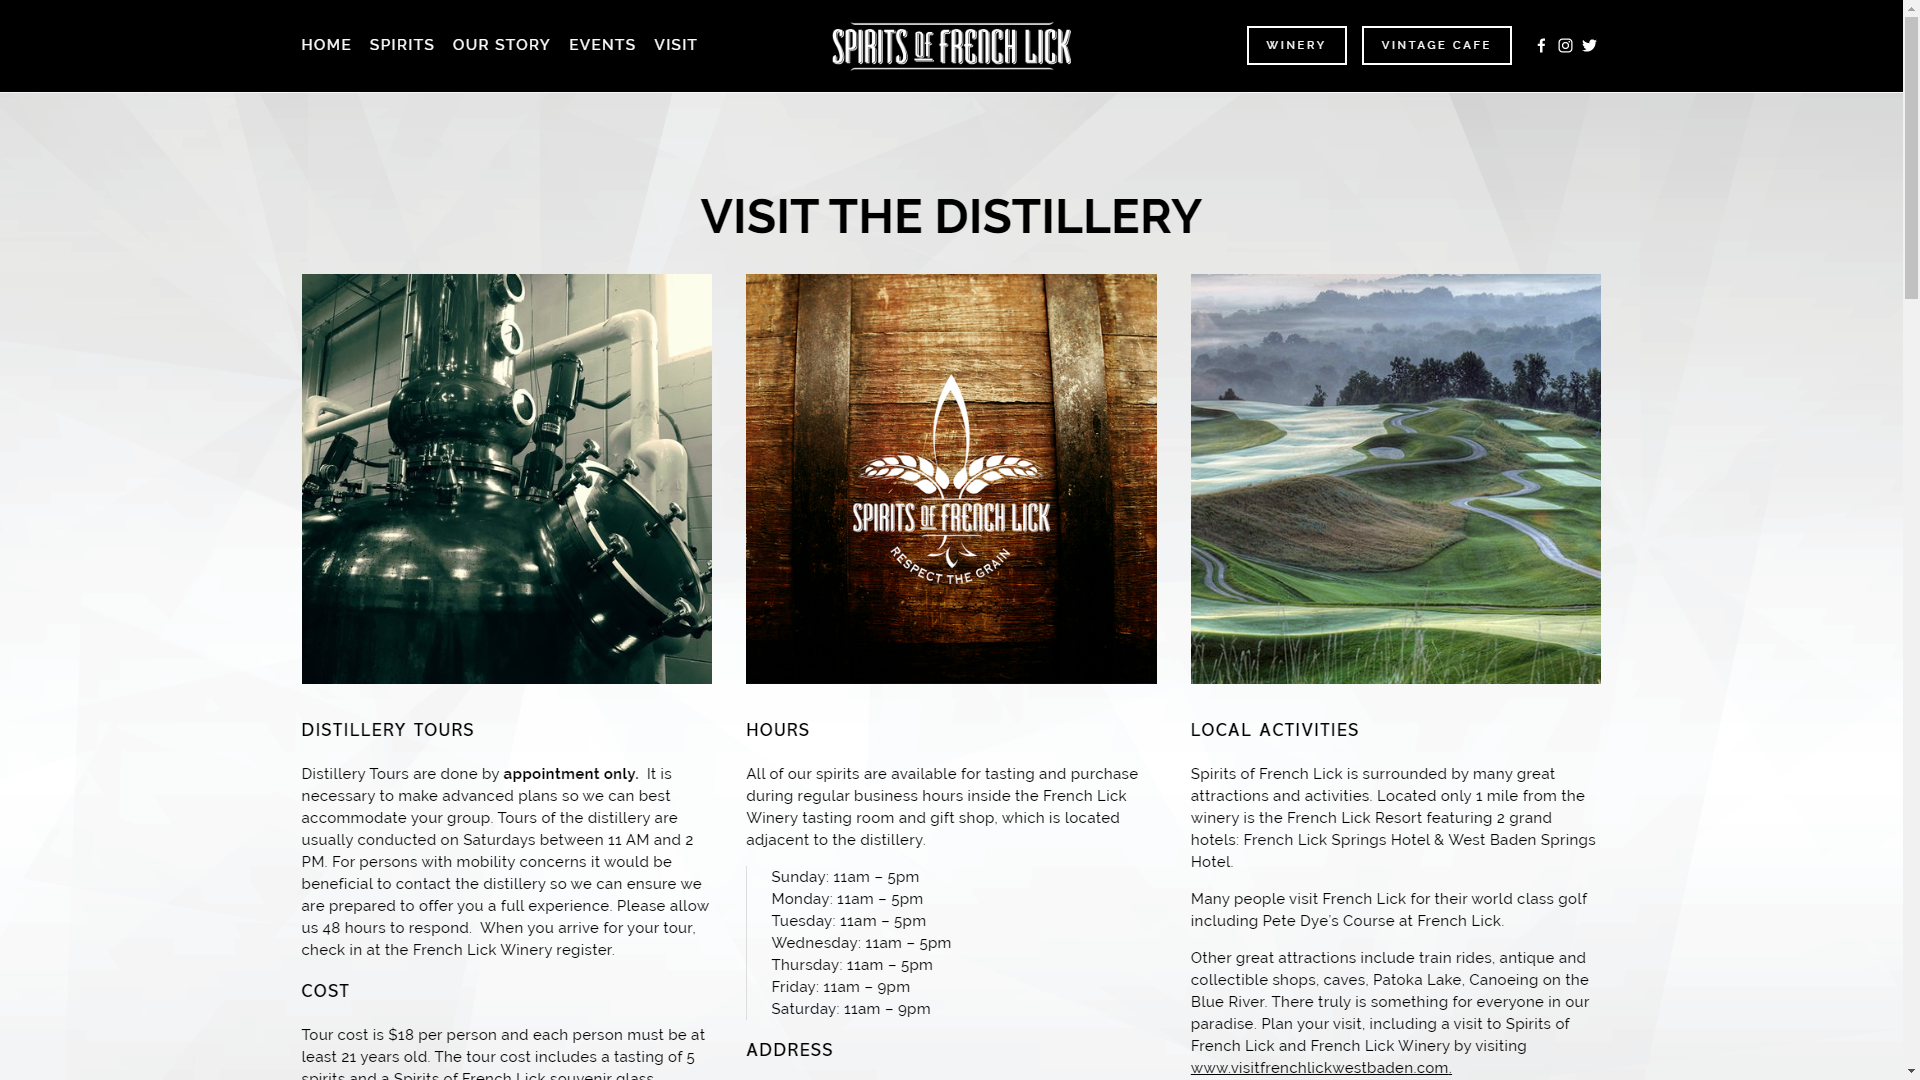 HOME SPIRITS OUR STORY EVENTS VISIT
SPIRITS OF FRENCH LICK
WINERY VINTAGE CAFE
VISIT THE DISTILLERY
SPIRITS OF FRENCH LICK
RESPECT THE GRAIN
DISTILLERY TOURS
Distillery Tours are done by appointment only.  It is
necessary to make advanced plans so we can best
accommodate your group. Tours of the distillery are
usually conducted on Saturdays between 11 AM and 2
PM. For persons with mobility concerns it would be
beneficial to contact the distillery so we can ensure we
are prepared to offer you a full experience. Please allow
us 48 hours to respond.  When you arrive for your tour,
check in at the French Lick Winery register.
COST
Tour cost is $18 per person and each person must be at
least 21 years old. The tour cost includes a tasting of 5
spirits and a Spirits of French Lick souvenir glass.
HOURS
All of our spirits are available for tasting and purchase
during regular business hours inside the French Lick
Winery tasting room and gift shop, which is located
adjacent to the distillery.
Sunday: 11am – 5pm
Monday: 11am – 5pm
Tuesday: 11am – 5pm
Wednesday: 11am – 5pm
Thursday: 11am – 5pm
Friday: 11am – 9pm
Saturday: 11am – 9pm
ADDRESS
LOCAL ACTIVITIES
Spirits of French Lick is surrounded by many great
attractions and activities. Located only 1 mile from the
winery is the French Lick Resort featuring 2 grand
hotels: French Lick Springs Hotel & West Baden Springs
Hotel.
Many people visit French Lick for their world class golf
including Pete Dye's Course at French Lick.
Other great attractions include train rides, antique and
collectible shops, caves, Patoka Lake, Canoeing on the
Blue River. There truly is something for everyone in our
paradise. Plan your visit, including a visit to Spirits of
French Lick and French Lick Winery by visiting
www.visitfrenchlickwestbaden.com.